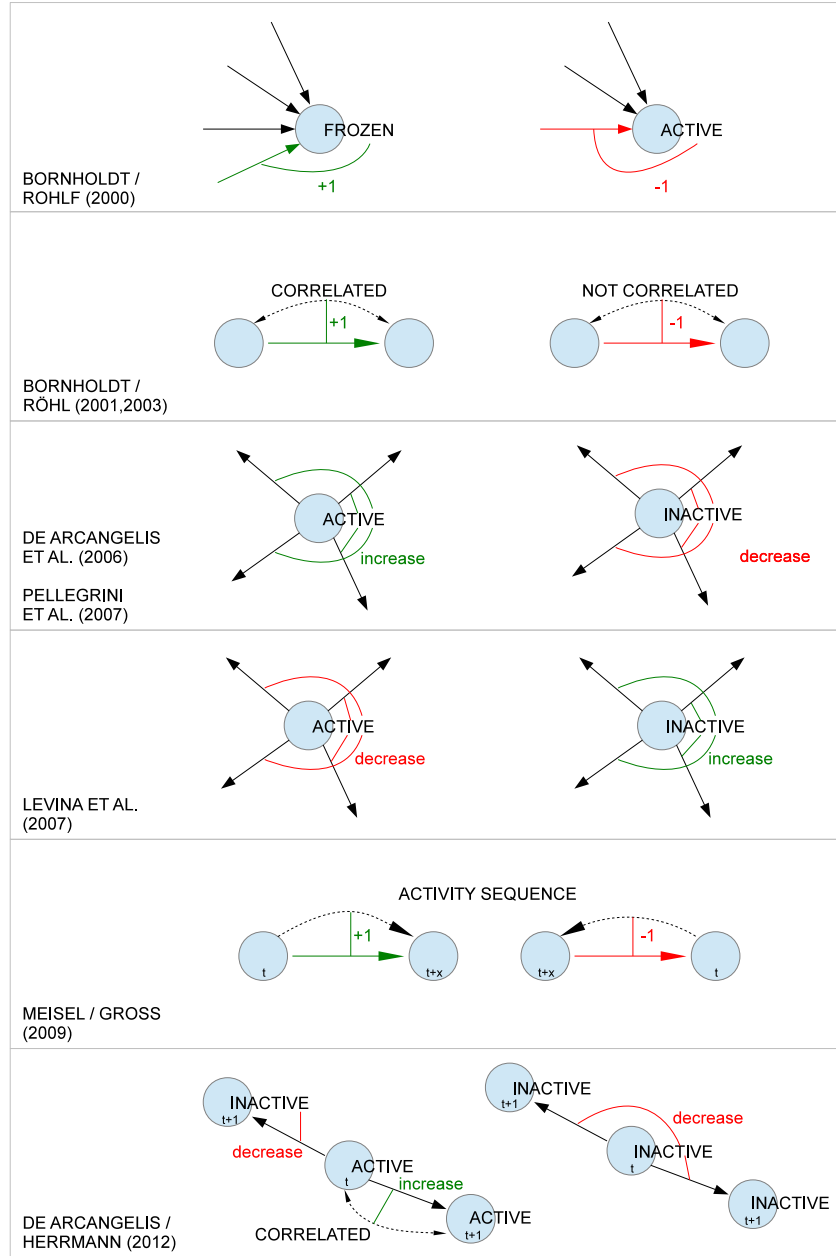 FROZEN
ACTIVE
+1
-1
BORNHOLDT /
ROHLF (2000)
CORRELATED
NOT CORRELATED
+1
-1
BORNHOLDT /
RÖHL (2001,2003)
ACTIVE
INACTIVE
increase
decrease
DE ARCANGELIS
ET AL. (2006)
PELLEGRINI
ET AL. (2007)
ACTIVE
INACTIVE
decrease
increase
LEVINA ET AL.
(2007)
ACTIVITY SEQUENCE
+1
-1
t
t+x
t+x
t
MEISEL / GROSS
(2009)
INACTIVE
t+1
decrease
ACTIVE
t
increase
ACTIVE
t+1
CORRELATED
INACTIVE
t+1
decrease
INACTIVE
t
INACTIVE
t+1
DE ARCANGELIS /
HERRMANN (2012)